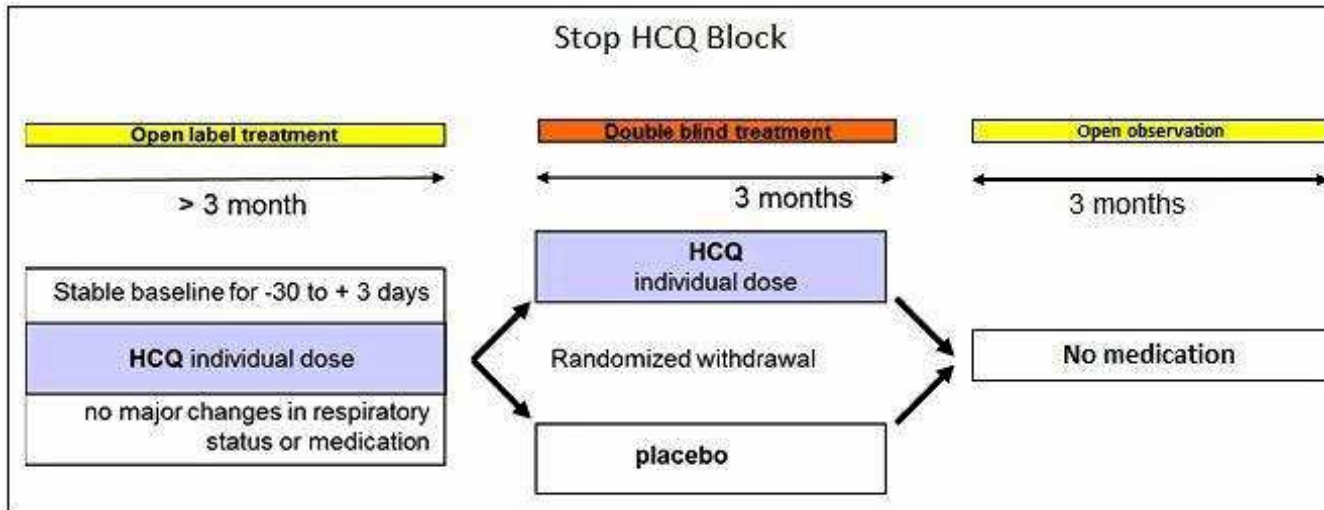 Stop HCQ Block
Open label treatment
Double blind treatment
Open observation
> 3 month
3 months
3 months
Stable baseline for -30 to + 3 days
HCQ individual dose
no major changes in respiratory
status or medication
HCQ
individual dose
Randomized withdrawal
placebo
No medication